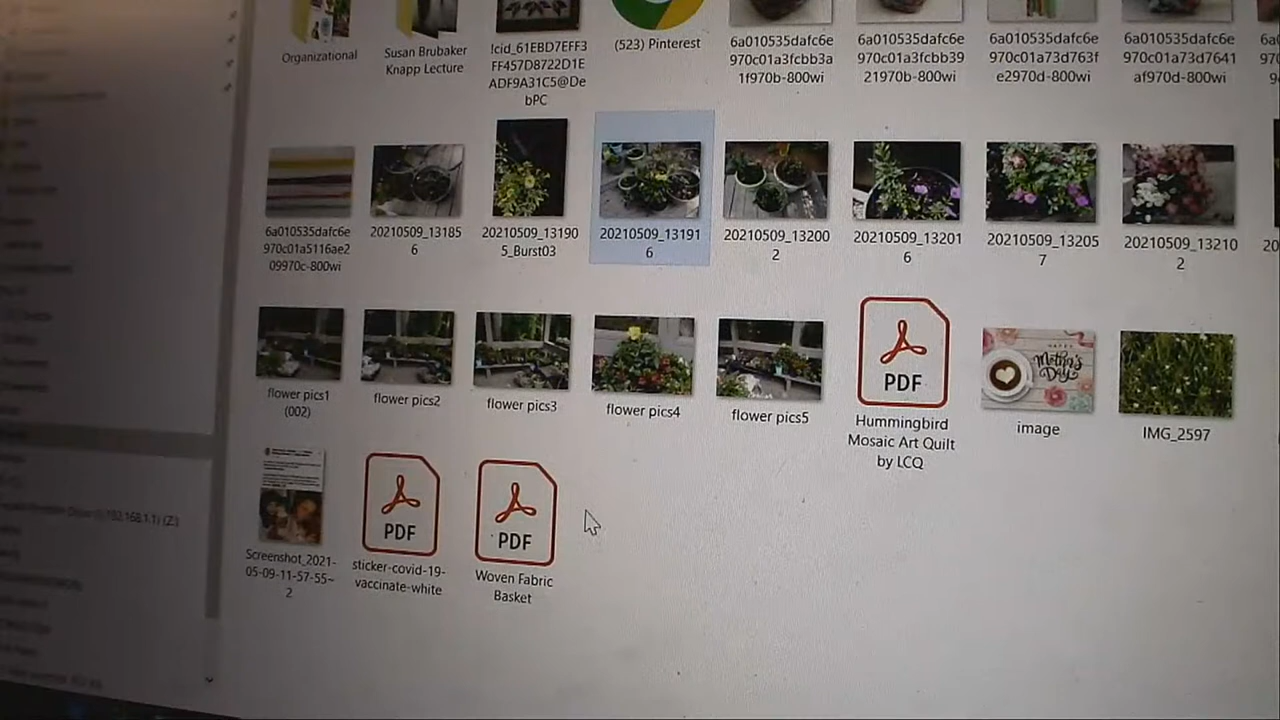 Organizational
Susan Brubaker
Knapp Lecture
!cid_61EBD7EFF3
FF457D8722D1E
ADF9A31C5@De
bPC
(523) Pinterest
6a010535dafc6e
970c01a3fcbb3a
1f970b-800wi
6a010535dafc6e
970c01a3fcbb39
21970b-800wi
6a010535dafc6e
970c01a73d763f
e2970d-800wi
6a010535dafc6e
970c01a73d7641
af970d-800wi
6a010535dafc6e
970c01a5116ae2
09970c-800wi
20210509_13185
6
20210509_13190
5_Burst03
20210509_13191
6
20210509_13200
2
20210509_13201
6
20210509_13205
7
20210509_13210
2
flower pics1
(002)
flower pics2
flower pics3
flower pics4
flower pics5
PDF
Hummingbird
Mosaic Art Quilt
by LCQ
Mother's
Day
image
IMG_2597
Screenshot_2021-
05-09-11-57-55~
2
PDF
sticker-covid-19-
vaccinate-white
PDF
Woven Fabric
Basket